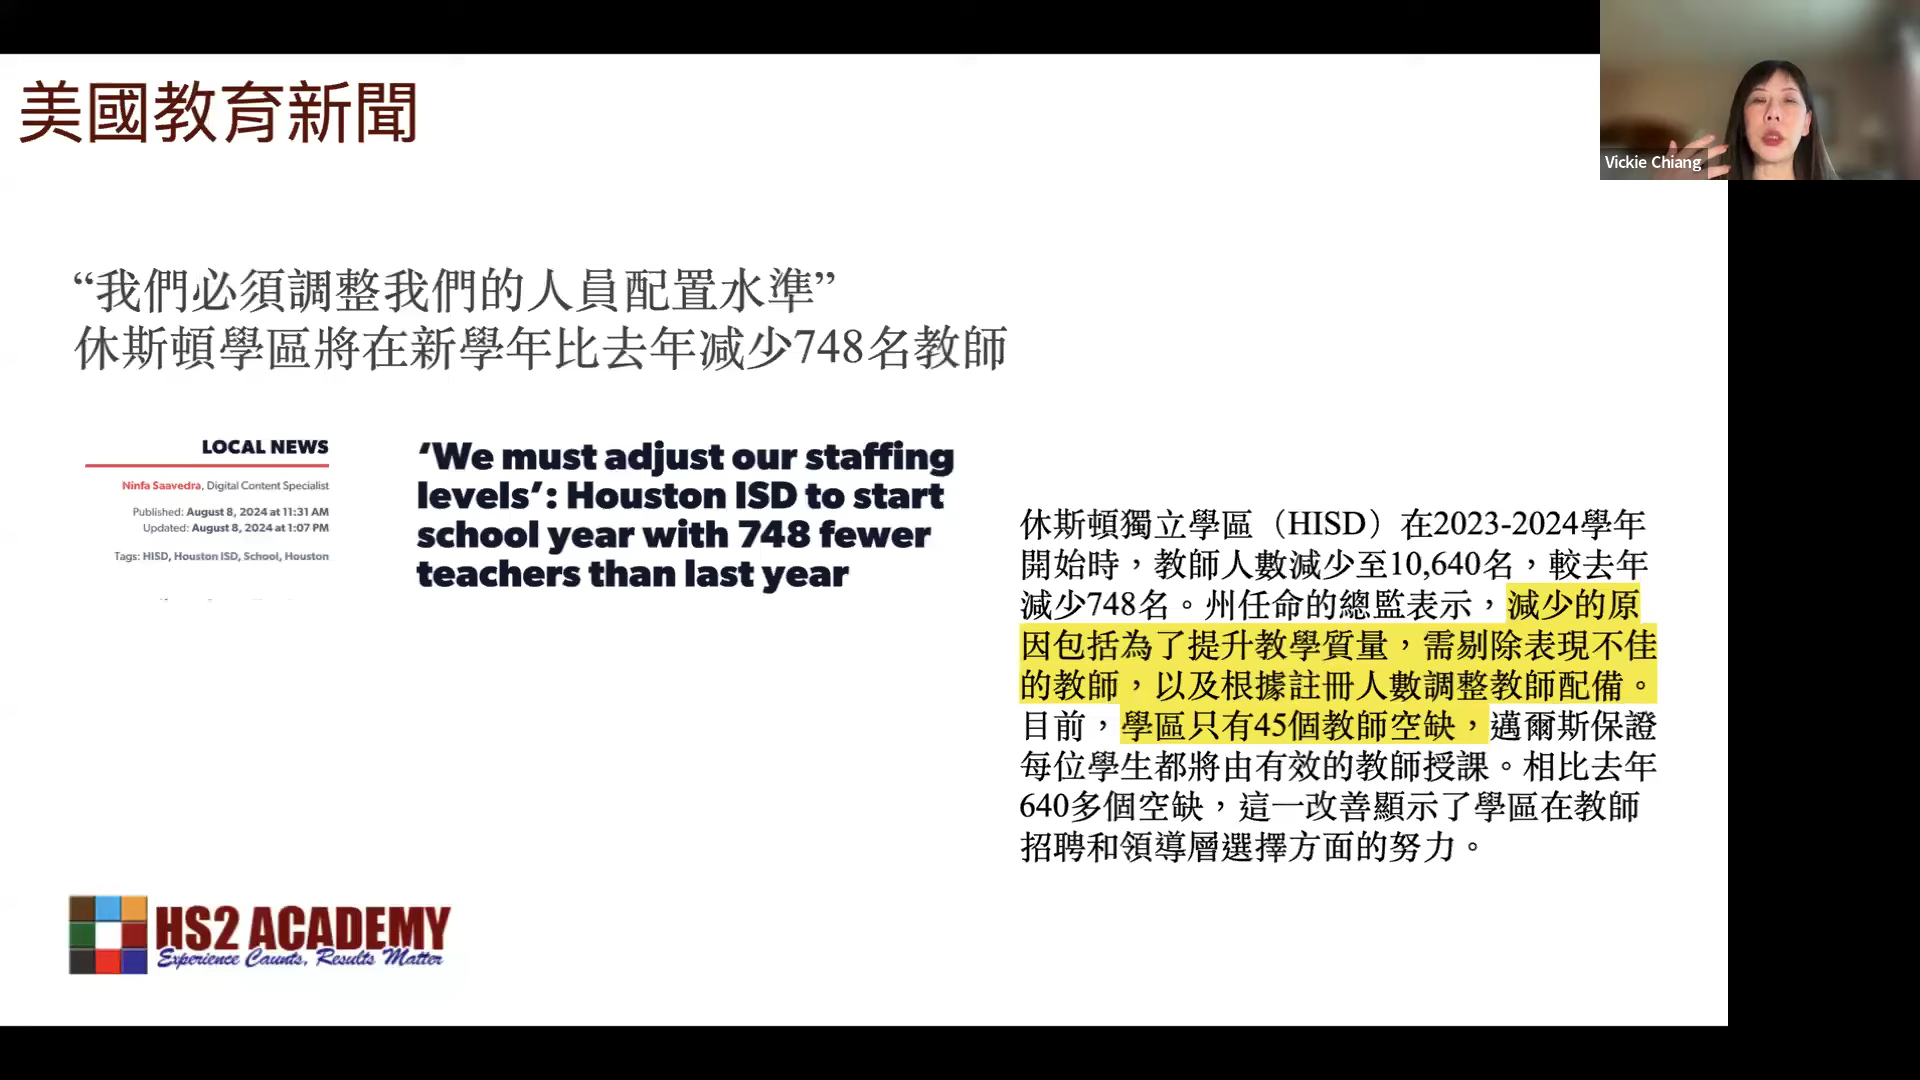 美國教育新聞
Vickie Chiang
“我們必須調整我們的人員配置水準”
休斯頓學區將在新學年比去年減少748名教師
LOCAL NEWS
Ninfa Saavedra, Digital Content Specialist
Published: August 8, 2024 at 11:31 AM
Updated: August 8, 2024 at 1:07 PM
Tags: HISD, Houston ISD, School, Houston
‘We must adjust our staffing
levels’: Houston ISD to start
school year with 748 fewer
teachers than last year
休斯頓獨立學區（HISD）在2023-2024學年
開始時，教師人數減少至10,640名，較去年
減少748名。州任命的總監表示，減少的原
因包括為了提升教學質量，需剔除表現不佳
的教師，以及根據註冊人數調整教師配備。
目前，學區只有45個教師空缺，邁爾斯保證
每位學生都將由有效的教師授課。相比去年
640多個空缺，這一改善顯示了學區在教師
招聘和領導層選擇方面的努力。
HS2 ACADEMY
Experience Counts, Results Matter